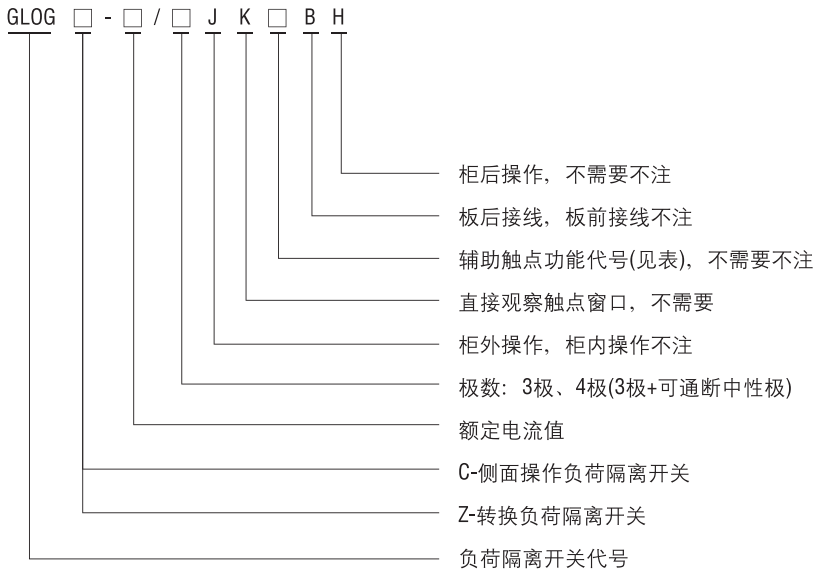 GLOG □ - □ / □ J K □ B H
柜后操作，不需要不注
板后接线，板前接线不注
辅助触点功能代号(见表)，不需要不注
直接观察触点窗口，不需要
柜外操作，柜内操作不注
极数：3极、4极(3极+可通断中性极)
额定电流值
C-侧面操作负荷隔离开关
Z-转换负荷隔离开关
负荷隔离开关代号